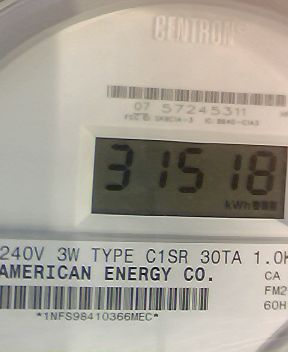 CENTRON
07 57245311
31518
kWh
240V 3W TYPE C1SR 30TA 1.0K
AMERICAN ENERGY CO.
CA
FM2
60H
*1NFS98410366MEC*